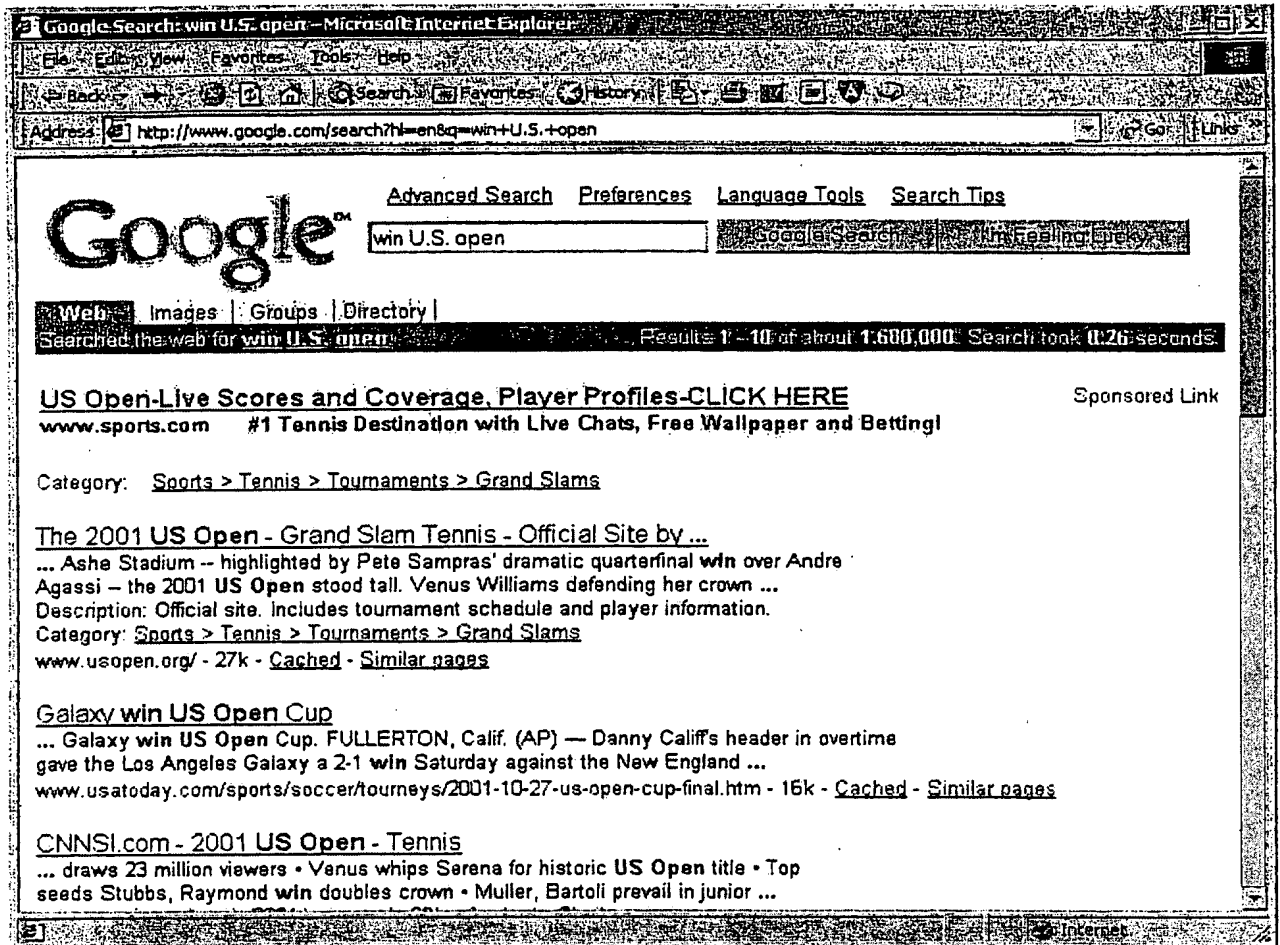 Google Search: win U.S. open - Microsoft Internet Explorer
File Edit View Favorites Tools Help
Back Search Favorites History
Address http://www.google.com/search?hl=en&q=win+U.S.+open Go Links »
Advanced Search Preferences Language Tools Search Tips
Google™ win U.S. open Google Search I'm Feeling Lucky
Web Images Groups Directory
Searched the web for win U.S. open. Results 1 - 10 of about 1,680,000. Search took 0.26 seconds.
US Open-Live Scores and Coverage, Player Profiles-CLICK HERE Sponsored Link
www.sports.com #1 Tennis Destination with Live Chats, Free Wallpaper and Betting!
Category: Sports > Tennis > Tournaments > Grand Slams
The 2001 US Open - Grand Slam Tennis - Official Site by ...
... Ashe Stadium -- highlighted by Pete Sampras' dramatic quarterfinal win over Andre
Agassi -- the 2001 US Open stood tall. Venus Williams defending her crown ...
Description: Official site. Includes tournament schedule and player information.
Category: Sports > Tennis > Tournaments > Grand Slams
www.usopen.org/ - 27k - Cached - Similar pages
Galaxy win US Open Cup
... Galaxy win US Open Cup. FULLERTON, Calif. (AP) — Danny Califf's header in overtime
gave the Los Angeles Galaxy a 2-1 win Saturday against the New England ...
www.usatoday.com/sports/soccer/tourneys/2001-10-27-us-open-cup-final.htm - 16k - Cached - Similar pages
CNNSI.com - 2001 US Open - Tennis
... draws 23 million viewers • Venus whips Serena for historic US Open title • Top
seeds Stubbs, Raymond win doubles crown • Muller, Bartoli prevail in junior ...
Internet